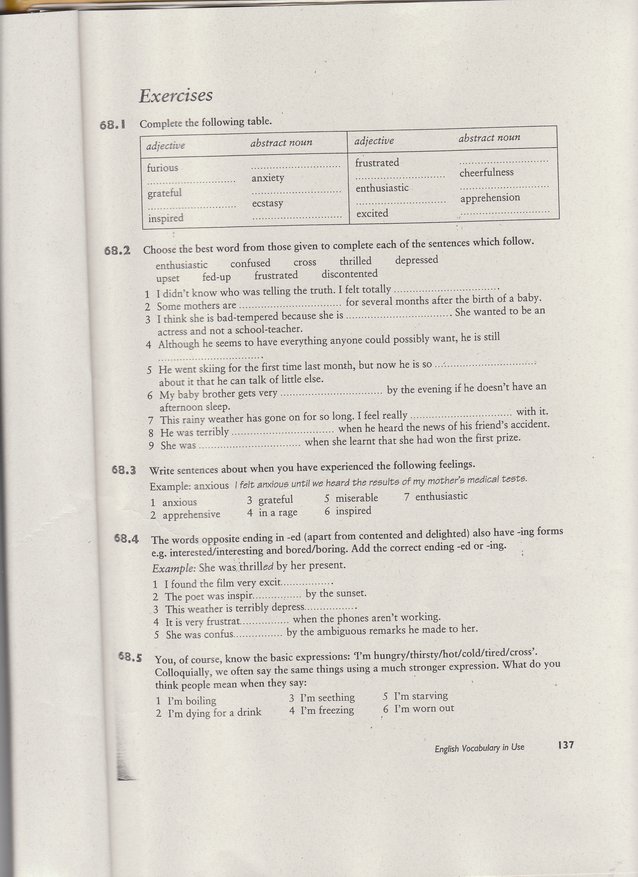 Exercises
68.1 Complete the following table.
adjective abstract noun adjective abstract noun
furious .............................. frustrated ..............................
.............................. anxiety .............................. cheerfulness
grateful .............................. enthusiastic ..............................
.............................. ecstasy .............................. apprehension
inspired .............................. excited ..............................
68.2 Choose the best word from those given to complete each of the sentences which follow.
enthusiastic confused cross thrilled depressed
upset fed-up frustrated discontented
1 I didn't know who was telling the truth. I felt totally ..............................
2 Some mothers are .............................. for several months after the birth of a baby.
3 I think she is bad-tempered because she is .............................. She wanted to be an
actress and not a school-teacher.
4 Although he seems to have everything anyone could possibly want, he is still
..............................
5 He went skiing for the first time last month, but now he is so ..............................
about it that he can talk of little else.
6 My baby brother gets very .............................. by the evening if he doesn't have an
afternoon sleep.
7 This rainy weather has gone on for so long. I feel really .............................. with it.
8 He was terribly .............................. when he heard the news of his friend's accident.
9 She was .............................. when she learnt that she had won the first prize.
68.3 Write sentences about when you have experienced the following feelings.
Example: anxious I felt anxious until we heard the results of my mother's medical tests.
1 anxious 3 grateful 5 miserable 7 enthusiastic
2 apprehensive 4 in a rage 6 inspired
68.4 The words opposite ending in -ed (apart from contented and delighted) also have -ing forms
e.g. interested/interesting and bored/boring. Add the correct ending -ed or -ing.
Example: She was thrilled by her present.
1 I found the film very excit................
2 The poet was inspir............... by the sunset.
3 This weather is terribly depress................
4 It is very frustrat............... when the phones aren't working.
5 She was confus............... by the ambiguous remarks he made to her.
68.5 You, of course, know the basic expressions: 'I'm hungry/thirsty/hot/cold/tired/cross'.
Colloquially, we often say the same things using a much stronger expression. What do you
think people mean when they say:
1 I'm boiling 3 I'm seething 5 I'm starving
2 I'm dying for a drink 4 I'm freezing 6 I'm worn out
English Vocabulary in Use 137